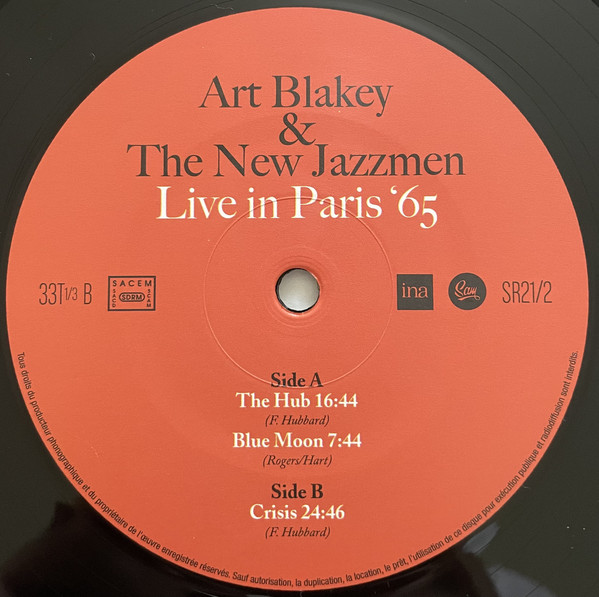 Art Blakey
&
The New Jazzmen
Live in Paris ‘65
33T1/3 B
SACEM
SACD
SDRM
SCAM
ina
Sam
SR21/2
Side A
The Hub 16:44
(F. Hubbard)
Blue Moon 7:44
(Rogers/Hart)
Side B
Crisis 24:46
(F. Hubbard)
Tous droits du producteur phonographique et du propriétaire de l'œuvre enregistrée réservés. Sauf autorisation, la duplication, la location, le prêt, l'utilisation de ce disque pour exécution publique et radiodiffusion sont interdits.